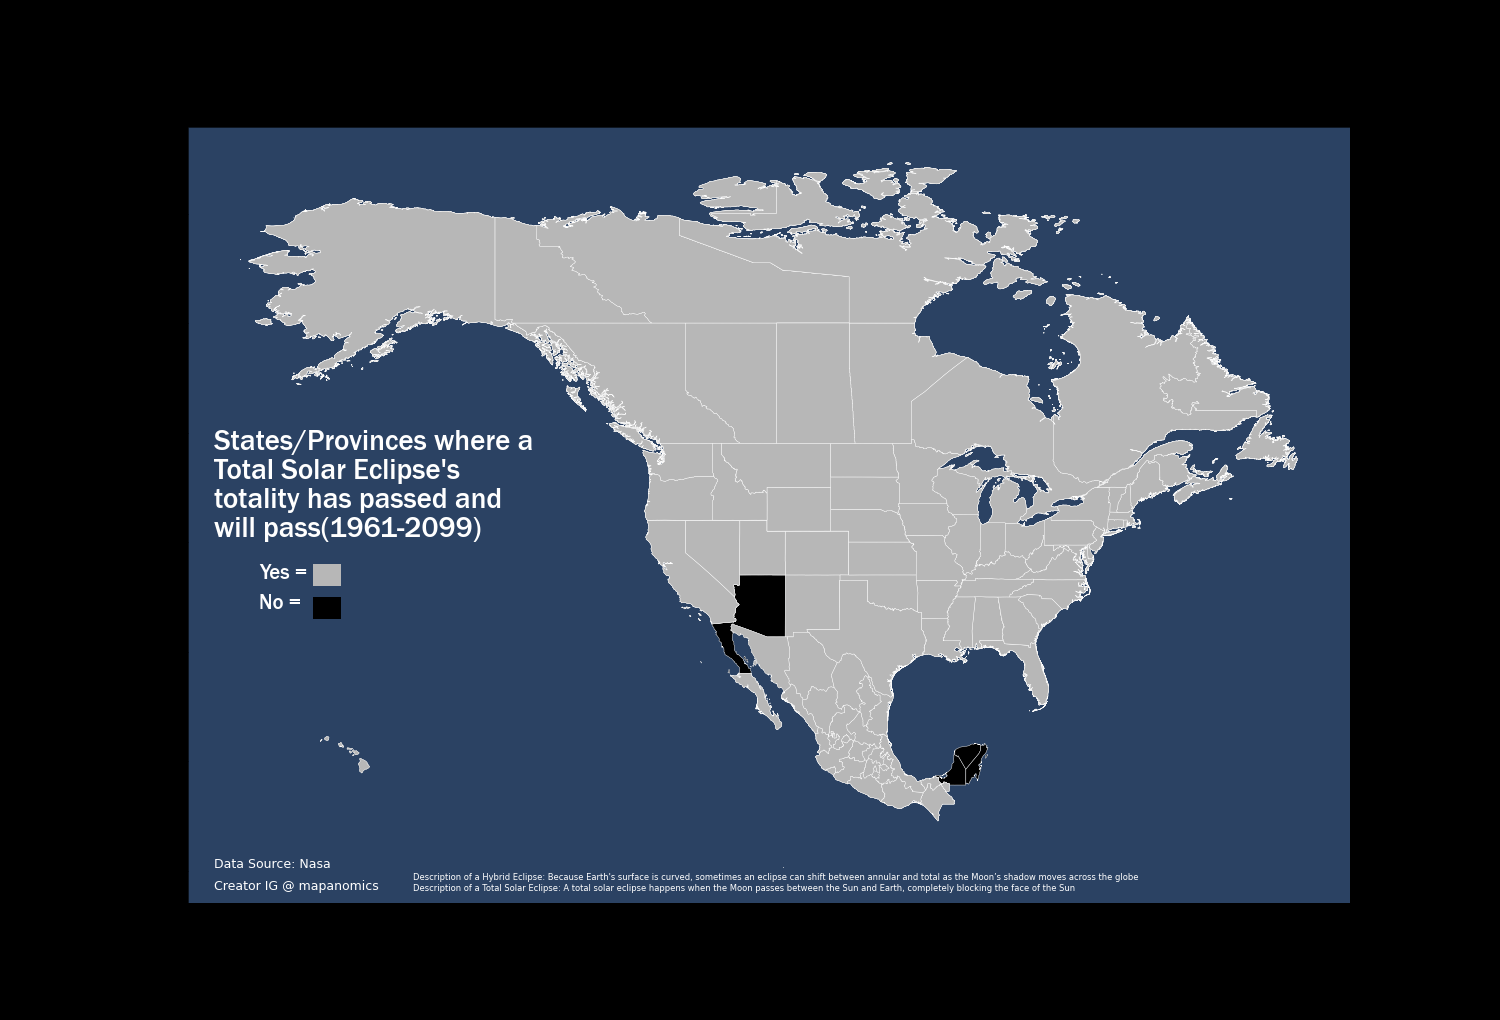 States/Provinces where a
Total Solar Eclipse's
totality has passed and
will pass(1961-2099)
Yes =
No =
Data Source: Nasa
Creator IG @ mapanomics
Description of a Hybrid Eclipse: Because Earth's surface is curved, sometimes an eclipse can shift between annular and total as the Moon’s shadow moves across the globe
Description of a Total Solar Eclipse: A total solar eclipse happens when the Moon passes between the Sun and Earth, completely blocking the face of the Sun